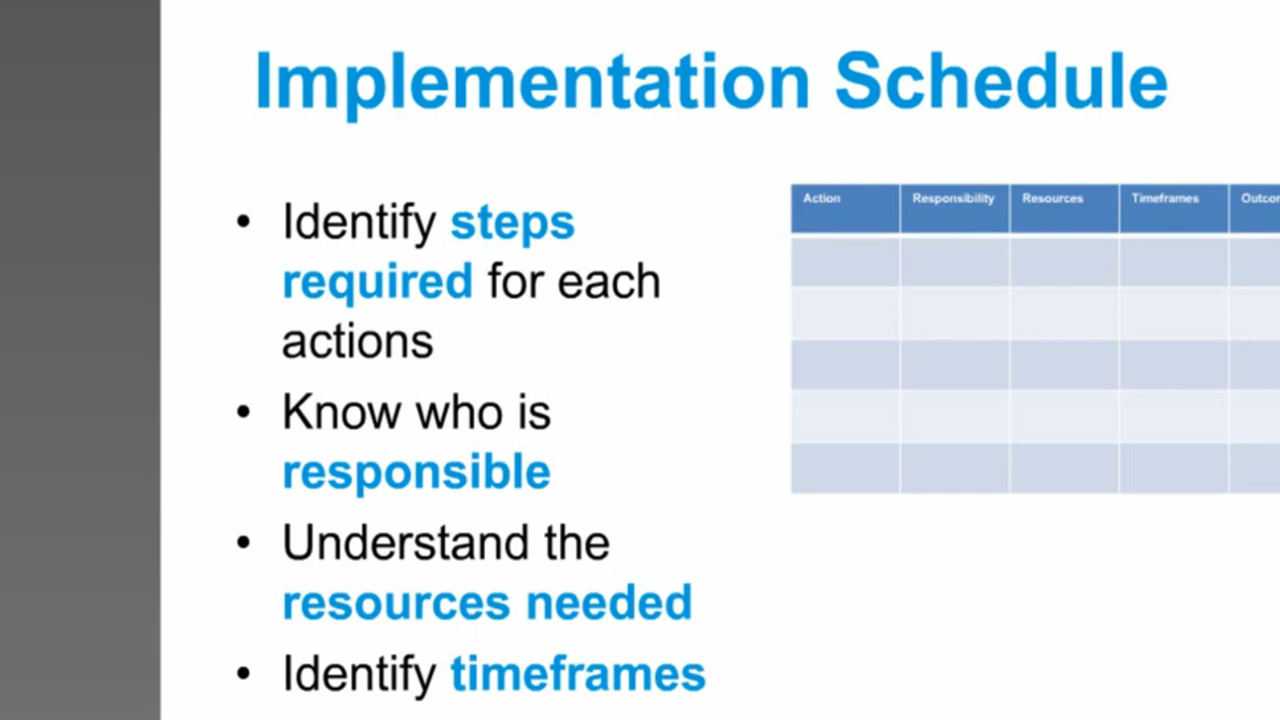 Implementation Schedule
• Identify steps
required for each
actions
• Know who is
responsible
• Understand the
resources needed
• Identify timeframes
Action Responsibility Resources Timeframes